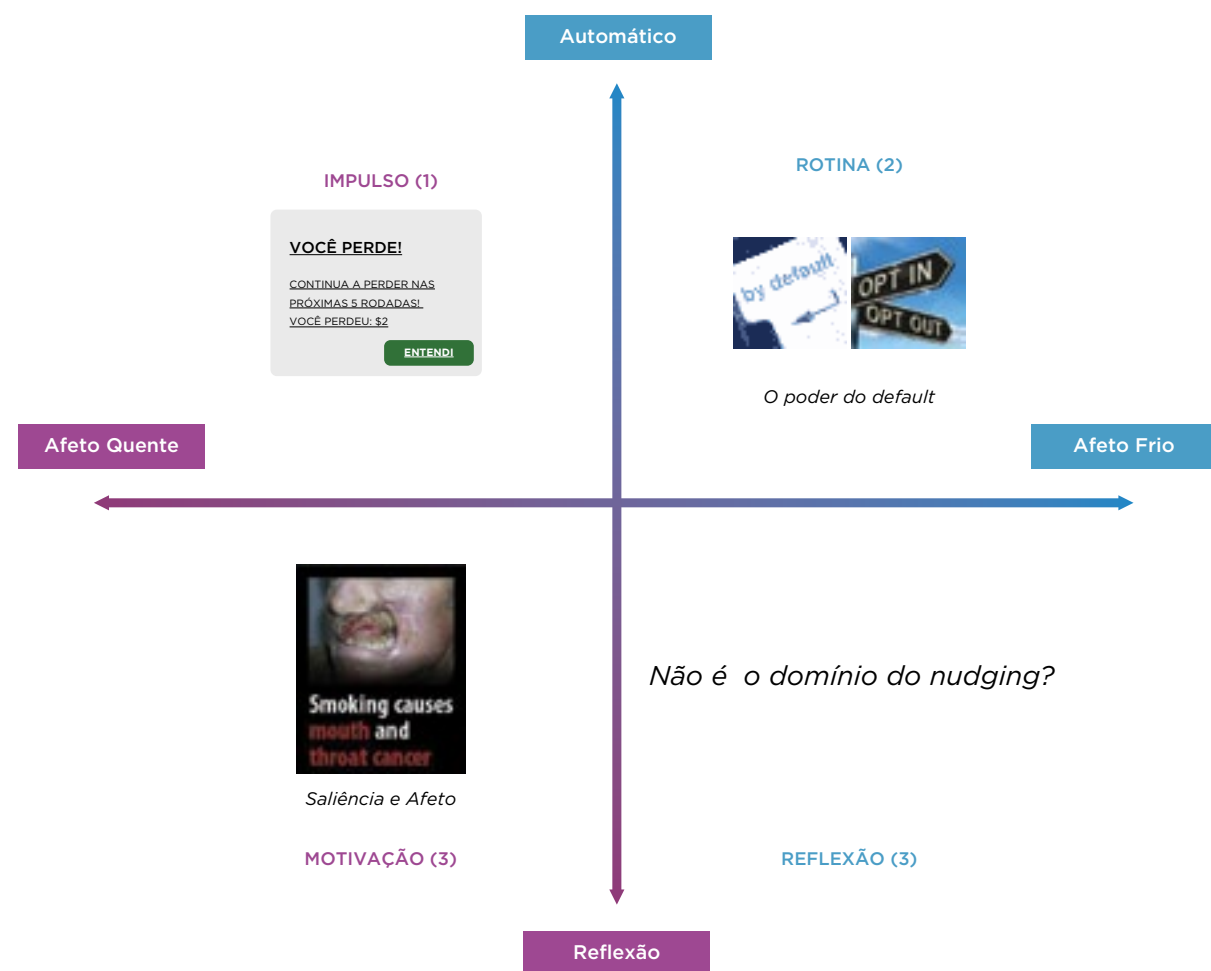 Automático
IMPULSO (1)
ROTINA (2)
VOCÊ PERDE!
CONTINUA A PERDER NAS
PRÓXIMAS 5 RODADAS!
VOCÊ PERDEU: $2
ENTENDI
by default
OPT IN
OPT OUT
O poder do default
Afeto Quente
Afeto Frio
Smoking causes
mouth and
throat cancer
Saliência e Afeto
Não é o domínio do nudging?
MOTIVAÇÃO (3)
REFLEXÃO (3)
Reflexão